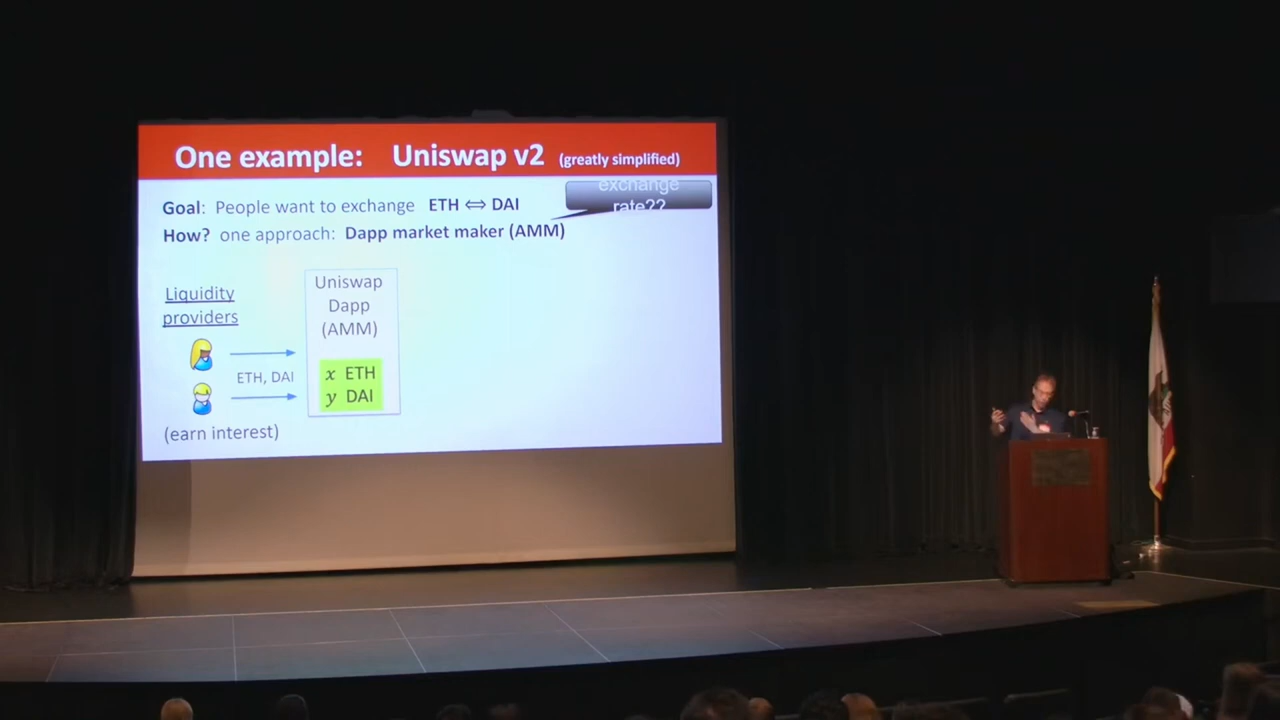 One example: Uniswap v2 (greatly simplified)
exchange
rate??
Goal: People want to exchange ETH ⇔ DAI
How? one approach: Dapp market maker (AMM)
Liquidity
providers
ETH, DAI
(earn interest)
Uniswap
Dapp
(AMM)
x ETH
y DAI